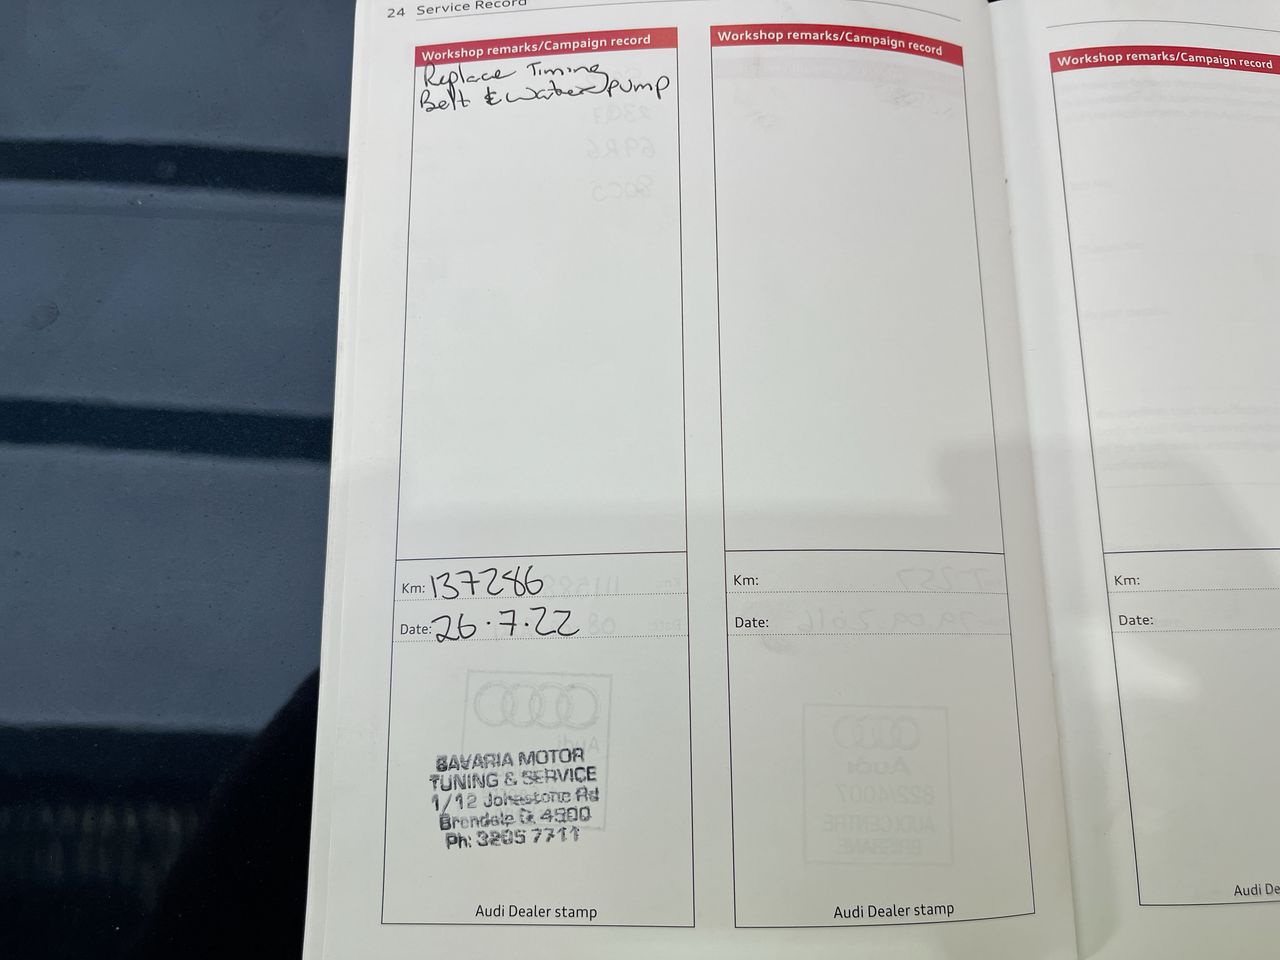 24 Service Record
Workshop remarks/Campaign record
Replace Timing
Belt & Water pump
Km: 137286
Date: 26.7.22
BAVARIA MOTOR
TUNING & SERVICE
1/12 Johnstone Rd
Brendale Q 4500
Ph: 3205 7711
Audi Dealer stamp
Workshop remarks/Campaign record
Km:
Date:
Audi Dealer stamp
Workshop remarks/Campaign record
Km:
Date:
Audi De